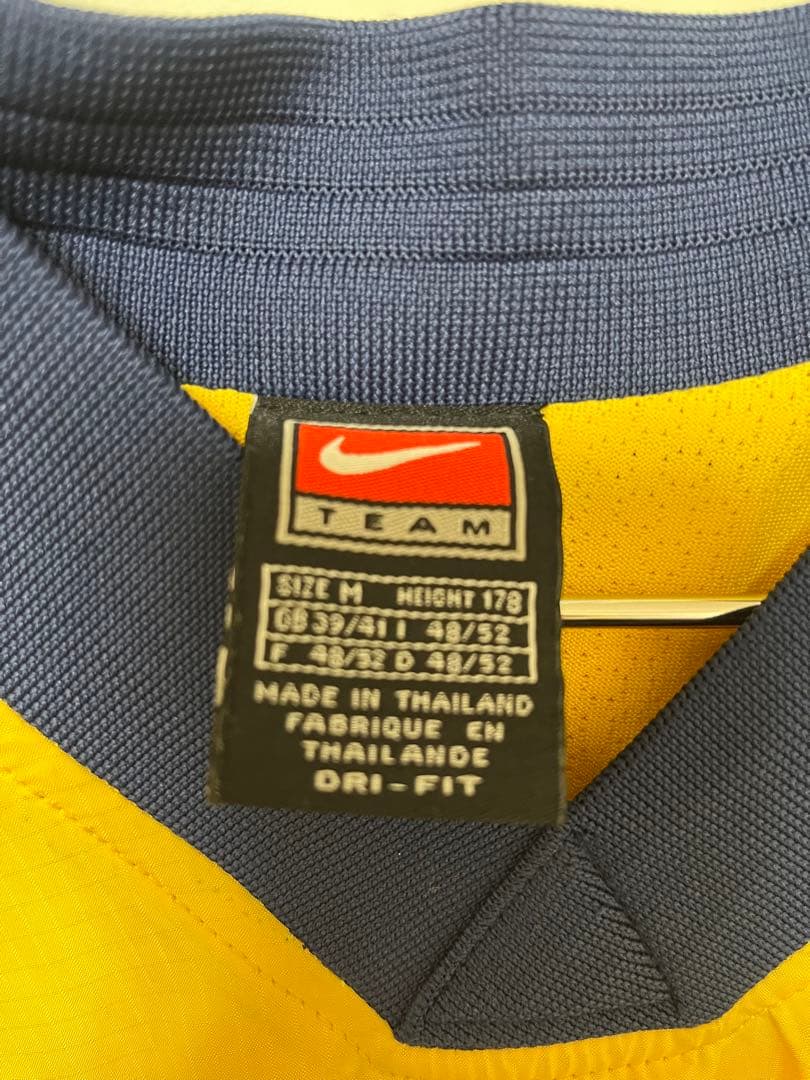 TEAM
SIZE M HEIGHT 178
GB 39/41 I 48/52
F 48/52 D 48/52
MADE IN THAILAND
FABRIQUE EN
THAILANDE
DRI-FIT